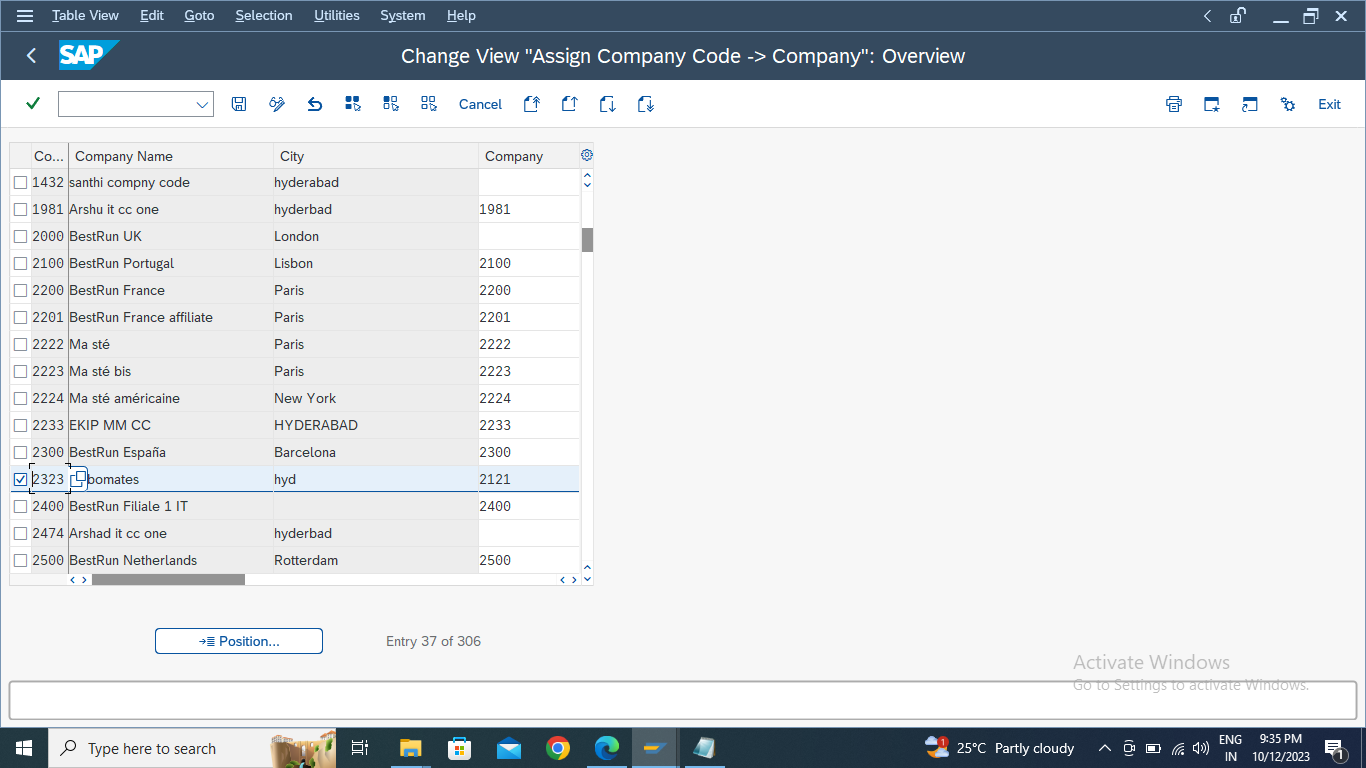 Table View Edit Goto Selection Utilities System Help
SAP Change View "Assign Company Code -> Company": Overview
Cancel Exit
Co... Company Name City Company
1432 santhi compny code hyderabad
1981 Arshu it cc one hyderbad 1981
2000 BestRun UK London
2100 BestRun Portugal Lisbon 2100
2200 BestRun France Paris 2200
2201 BestRun France affiliate Paris 2201
2222 Ma sté Paris 2222
2223 Ma sté bis Paris 2223
2224 Ma sté américaine New York 2224
2233 EKIP MM CC HYDERABAD 2233
2300 BestRun España Barcelona 2300
2323 hyd 2121
2400 BestRun Filiale 1 IT 2400
2474 Arshad it cc one hyderbad
2500 BestRun Netherlands Rotterdam 2500
Position... Entry 37 of 306
Activate Windows
Go to Settings to activate Windows.
Type here to search 1 25°C Partly cloudy ENG 9:35 PM
IN 10/12/2023 1